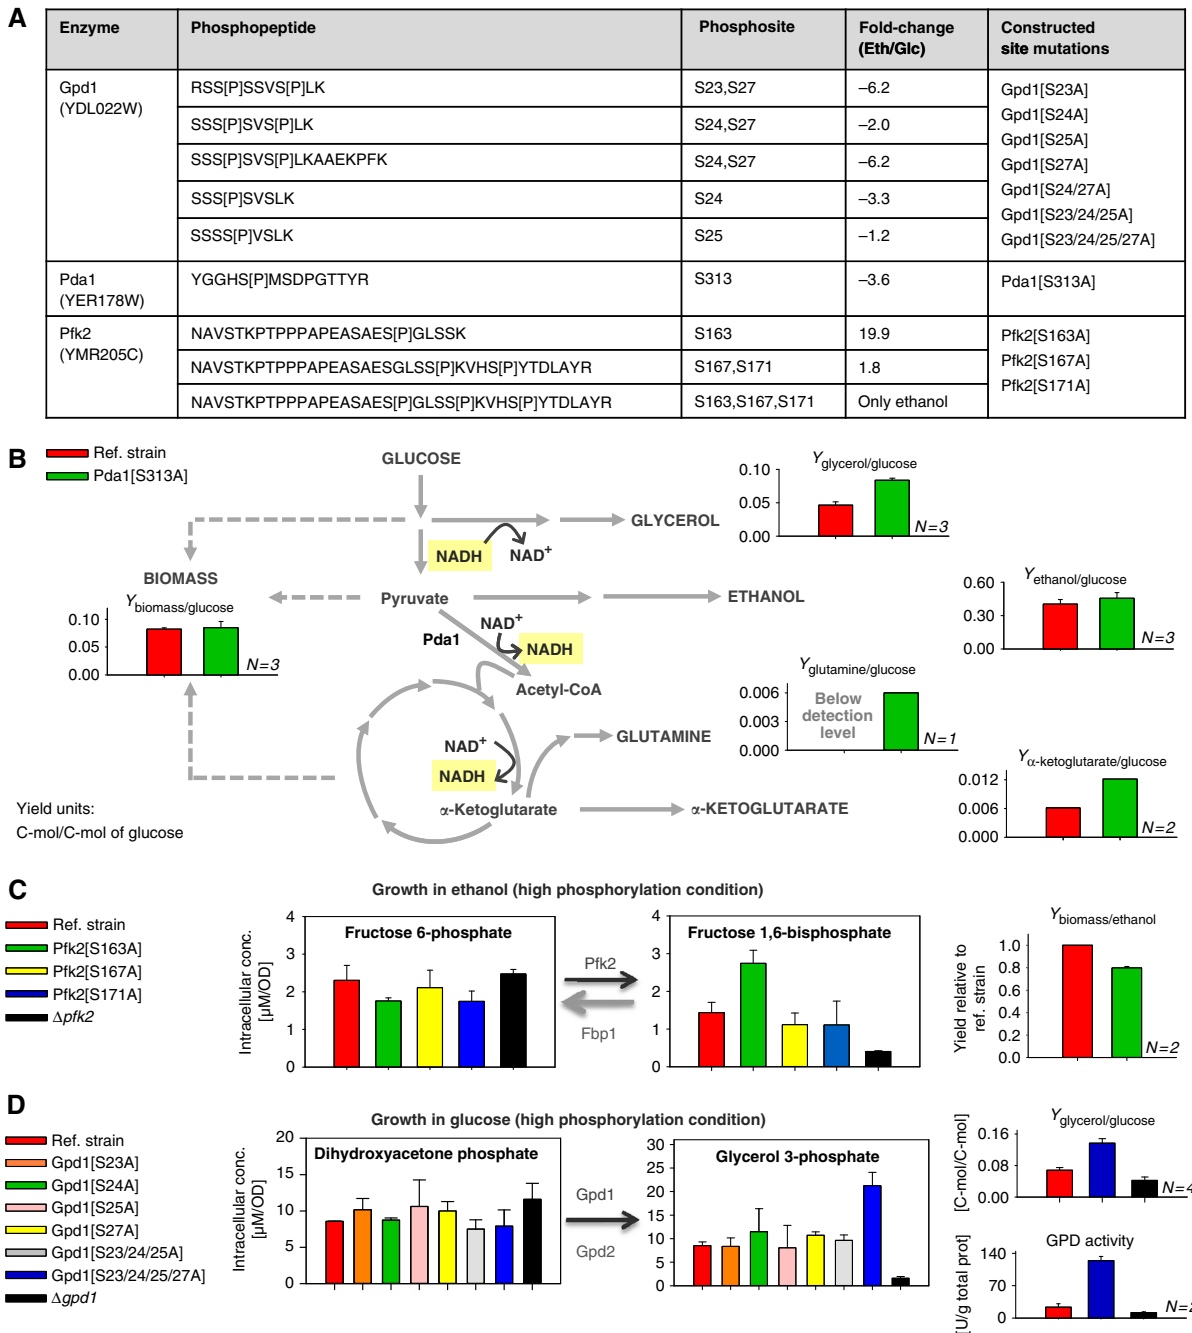 A
Enzyme Phosphopeptide Phosphosite Fold-change (Eth/Glc) Constructed site mutations
Gpd1 (YDL022W)
RSS[P]SSVS[P]LK S23,S27 –6.2
SSS[P]SVS[P]LK S24,S27 –2.0
SSS[P]SVS[P]LKAAEKPFK S24,S27 –6.2
SSS[P]SVSLK S24 –3.3
SSSS[P]VSLK S25 –1.2
Gpd1[S23A]
Gpd1[S24A]
Gpd1[S25A]
Gpd1[S27A]
Gpd1[S24/27A]
Gpd1[S23/24/25A]
Gpd1[S23/24/25/27A]
Pda1 (YER178W)
YGGHS[P]MSDPGTTYR S313 –3.6 Pda1[S313A]
Pfk2 (YMR205C)
NAVSTKPTPPPAPEASAES[P]GLSSK S163 19.9
NAVSTKPTPPPAPEASAESGLSS[P]KVHS[P]YTDLAYR S167,S171 1.8
NAVSTKPTPPPAPEASAES[P]GLSS[P]KVHS[P]YTDLAYR S163,S167,S171 Only ethanol
Pfk2[S163A]
Pfk2[S167A]
Pfk2[S171A]
B
Ref. strain
Pda1[S313A]
GLUCOSE
GLYCEROL
NADH NAD+
BIOMASS
Pyruvate
ETHANOL
Pda1
NAD+
NADH
Acetyl-CoA
NAD+
NADH
GLUTAMINE
α-Ketoglutarate
α-KETOGLUTARATE
Yield units:
C-mol/C-mol of glucose
Yglycerol/glucose
0.10
0.05
0.00
N=3
Ybiomass/glucose
0.10
0.05
0.00
N=3
Yethanol/glucose
0.60
0.30
0.00
N=3
Yglutamine/glucose
0.006
0.003
0.000
Below
detection
level
N=1
Yα-ketoglutarate/glucose
0.012
0.006
0.000
N=2
C
Growth in ethanol (high phosphorylation condition)
Ref. strain
Pfk2[S163A]
Pfk2[S167A]
Pfk2[S171A]
Δpfk2
Intracellular conc.
[µM/OD]
Fructose 6-phosphate
4
3
2
1
0
Pfk2
Fbp1
Fructose 1,6-bisphosphate
4
3
2
1
0
Ybiomass/ethanol
Yield relative to
ref. strain
1.0
0.8
0.6
0.4
0.2
0.0
N=2
D
Growth in glucose (high phosphorylation condition)
Ref. strain
Gpd1[S23A]
Gpd1[S24A]
Gpd1[S25A]
Gpd1[S27A]
Gpd1[S23/24/25A]
Gpd1[S23/24/25/27A]
Δgpd1
Intracellular conc.
[µM/OD]
Dihydroxyacetone phosphate
20
15
10
5
0
Gpd1
Gpd2
Glycerol 3-phosphate
30
25
20
15
10
5
0
Yglycerol/glucose
[C-mol/C-mol]
0.16
0.08
0.00
N=4
GPD activity
[U/g total prot]
140
70
0
N=2